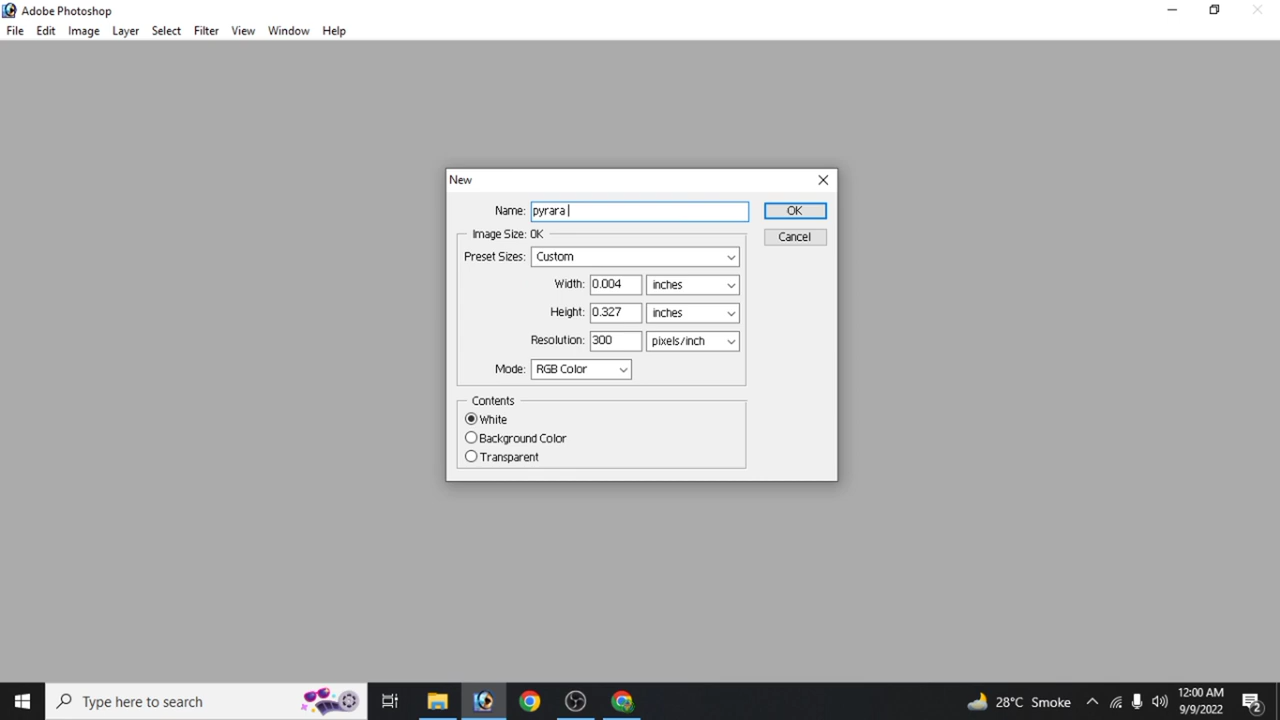 Adobe Photoshop
File Edit Image Layer Select Filter View Window Help
New
Name: pyrara
OK
Image Size: 0K
Cancel
Preset Sizes: Custom
Width: 0.004 inches
Height: 0.327 inches
Resolution: 300 pixels/inch
Mode: RGB Color
Contents
White
Background Color
Transparent
Type here to search
28°C Smoke
12:00 AM
9/9/2022
2